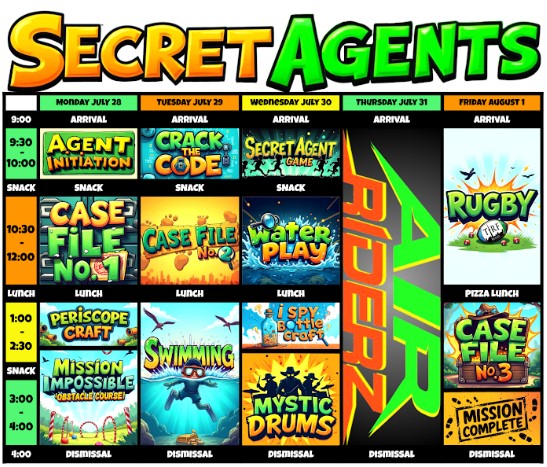 SECRET AGENTS
MONDAY JULY 28
TUESDAY JULY 29
WEDNESDAY JULY 30
THURSDAY JULY 31
FRIDAY AUGUST 1
9:00
ARRIVAL
ARRIVAL
ARRIVAL
ARRIVAL
ARRIVAL
9:30
-
10:00
AGENT
INITIATION
CRACK
THE
CODE
SECRET AGENT
GAME
SNACK
SNACK
SNACK
SNACK
10:30
-
12:00
CASE
FILE
No. 1
CASE FILE
No. 2
WATER
PLAY
AIR
RIDERZ
RUGBY
LUNCH
LUNCH
LUNCH
LUNCH
PIZZA LUNCH
1:00
-
2:30
PERISCOPE
CRAFT
SWIMMING
I SPY
BOTTLE
CRAFT
CASE
FILE
No. 3
SNACK
3:00
-
4:00
MISSION
IMPOSSIBLE
OBSTACLE COURSE!
MYSTIC
DRUMS
MISSION
COMPLETE
4:00
DISMISSAL
DISMISSAL
DISMISSAL
DISMISSAL
DISMISSAL